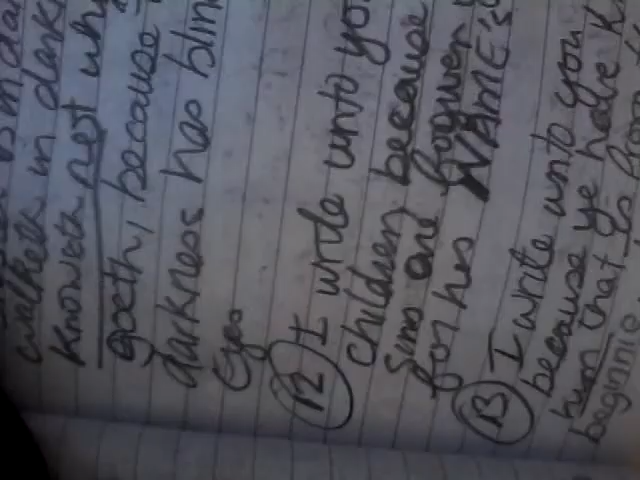 walketh in dark
knoweth not wh
goeth, because
darkness has blin
Eyes
12 I write unto yo
children because
Sins are forgiven
for his NAME's
13 I write unto you
because ye have K
him that is from
beginnin